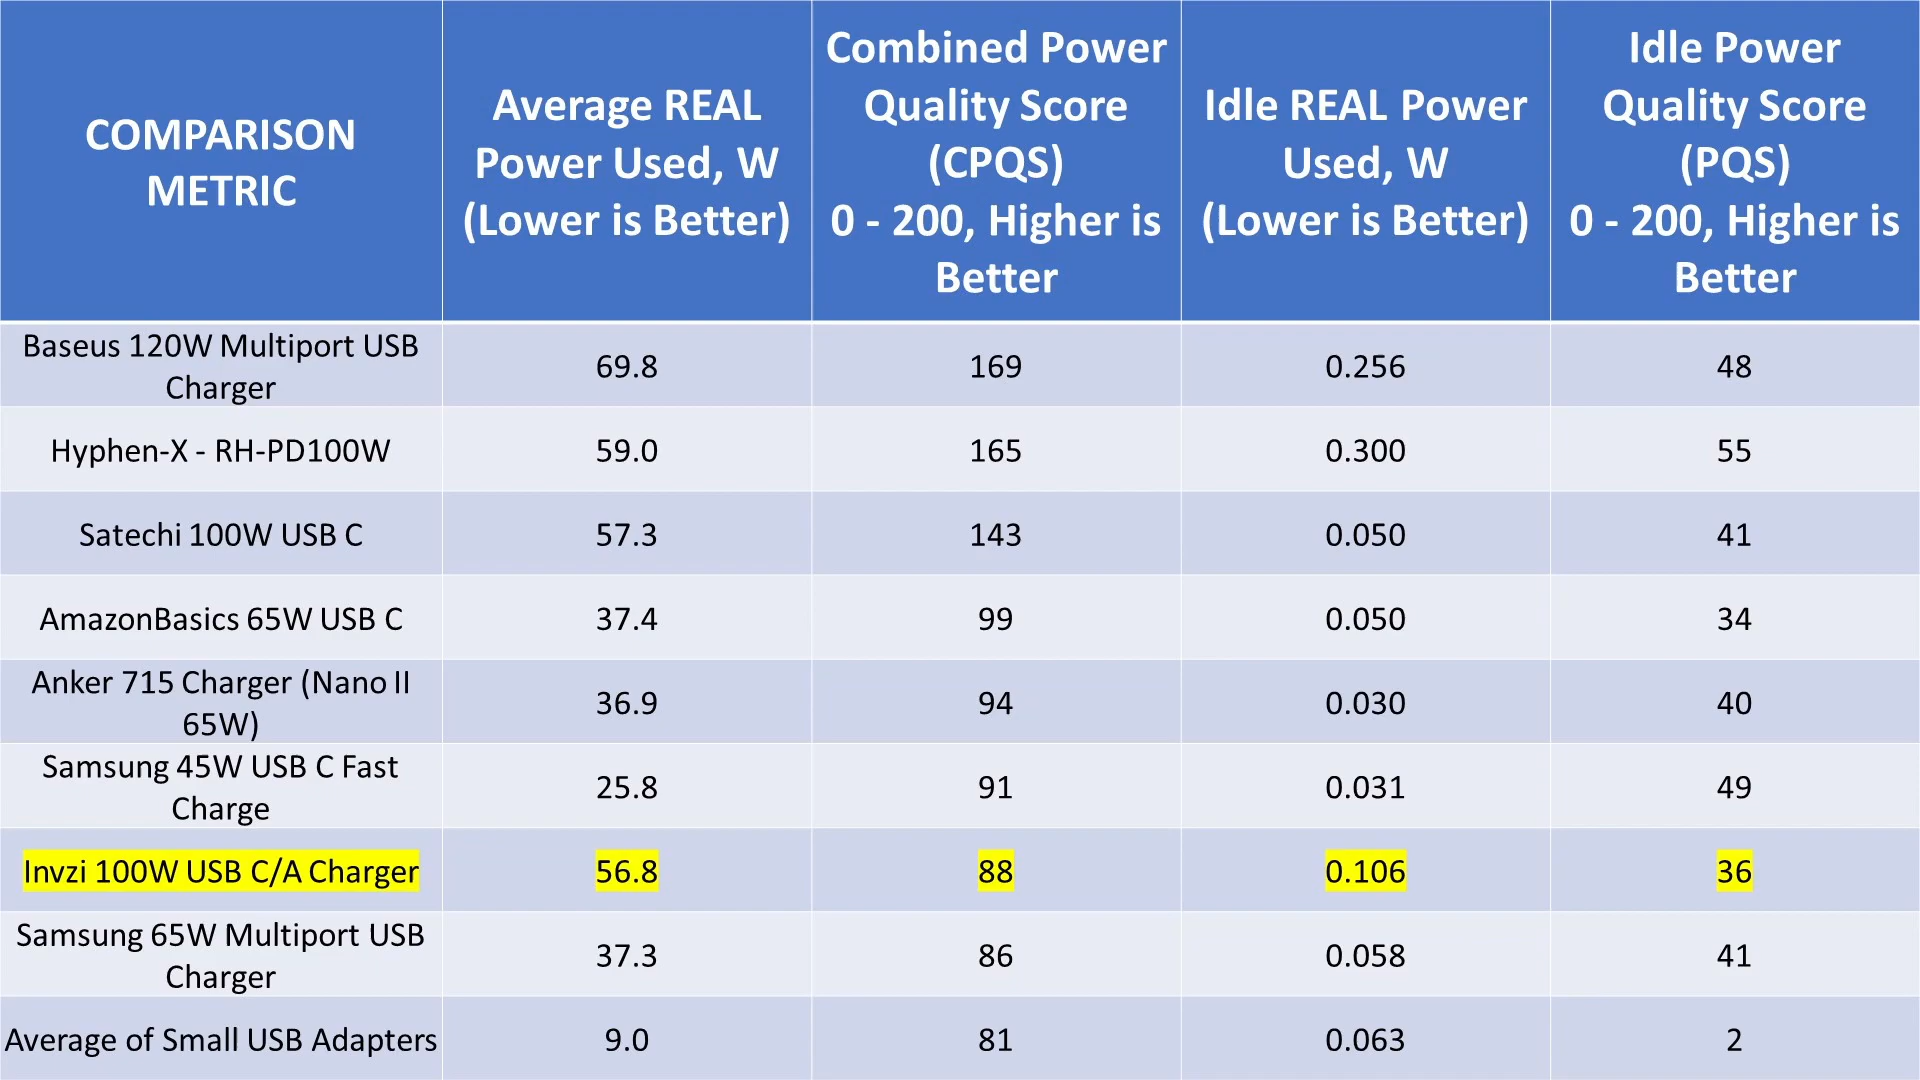 COMPARISON
METRIC
Average REAL
Power Used, W
(Lower is Better)
Combined Power
Quality Score
(CPQS)
0 - 200, Higher is
Better
Idle REAL Power
Used, W
(Lower is Better)
Idle Power
Quality Score
(PQS)
0 - 200, Higher is
Better
Baseus 120W Multiport USB
Charger
69.8
169
0.256
48
Hyphen-X - RH-PD100W
59.0
165
0.300
55
Satechi 100W USB C
57.3
143
0.050
41
AmazonBasics 65W USB C
37.4
99
0.050
34
Anker 715 Charger (Nano II
65W)
36.9
94
0.030
40
Samsung 45W USB C Fast
Charge
25.8
91
0.031
49
Invzi 100W USB C/A Charger
56.8
88
0.106
36
Samsung 65W Multiport USB
Charger
37.3
86
0.058
41
Average of Small USB Adapters
9.0
81
0.063
2